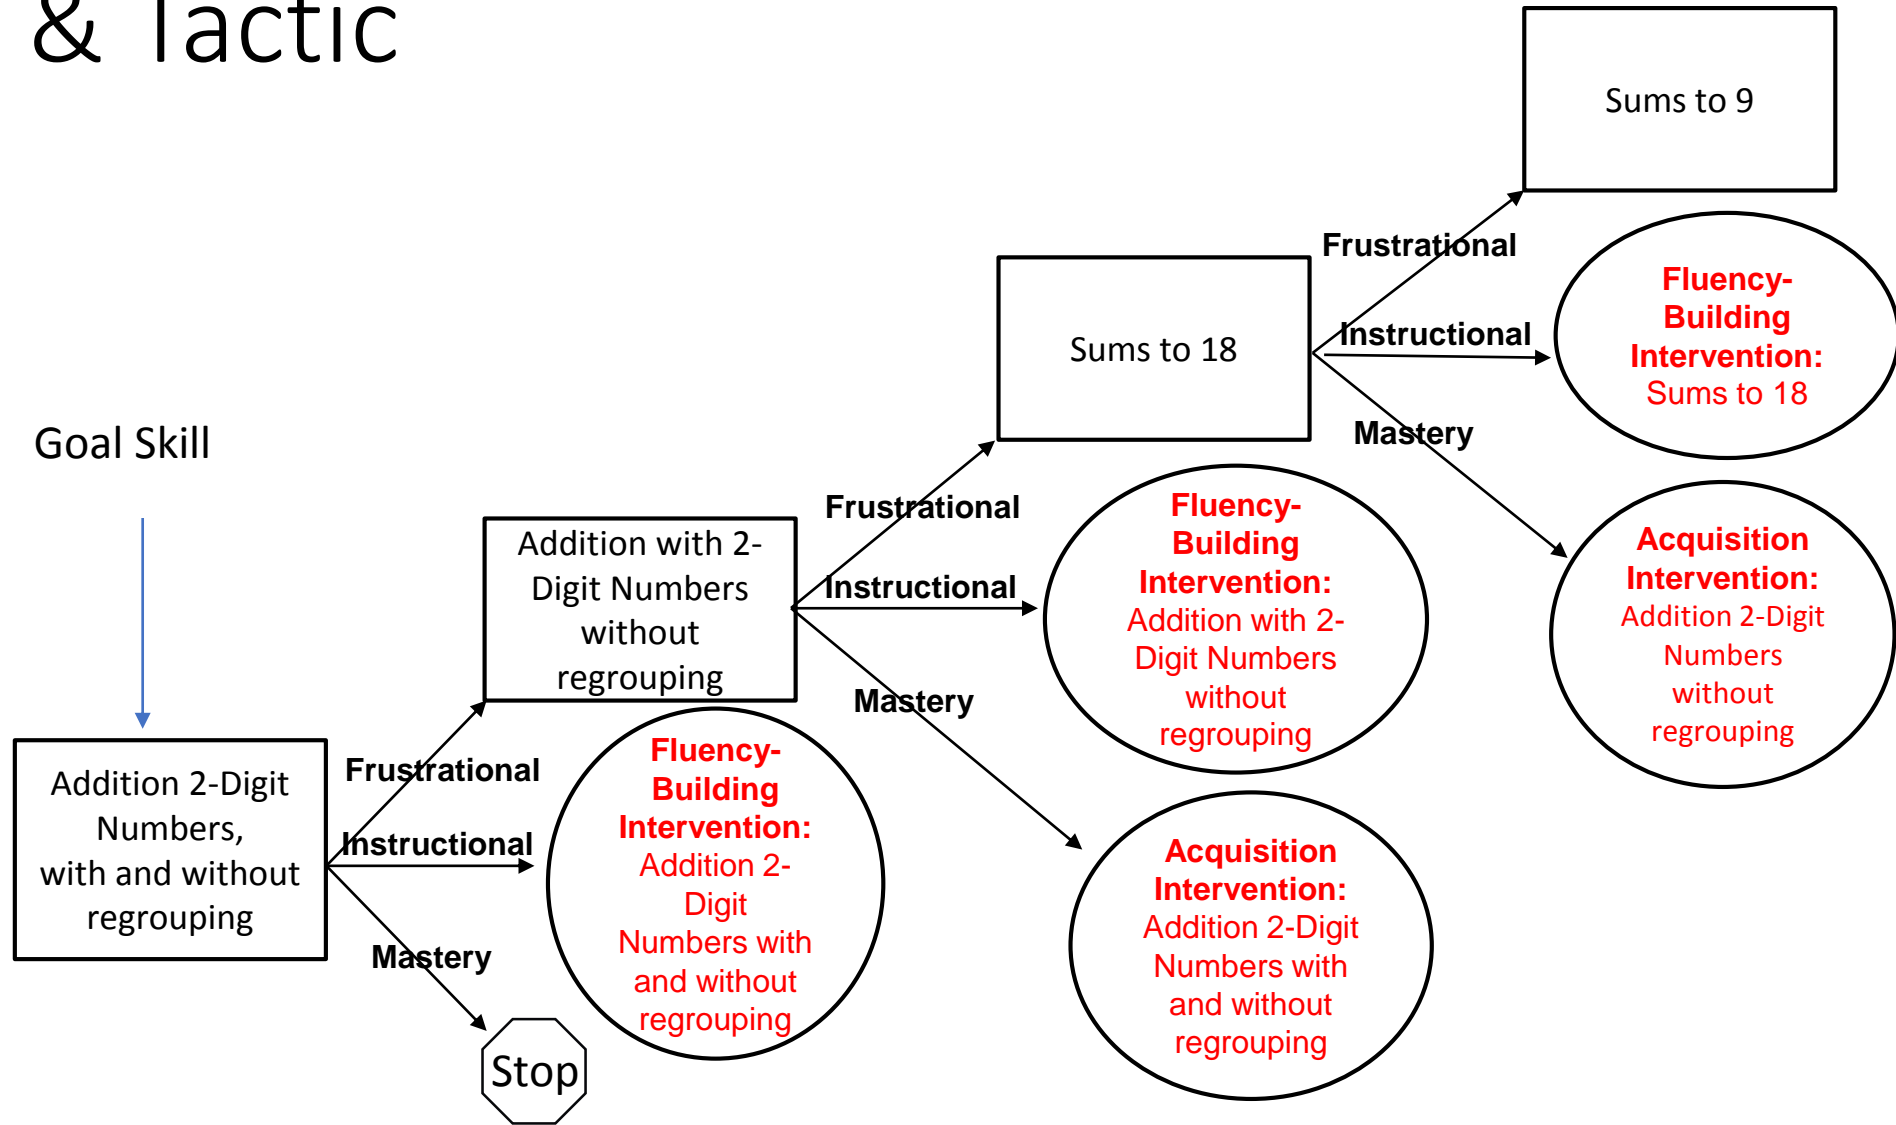 & Tactic
Goal Skill
Addition 2-Digit
Numbers,
with and without
regrouping
Frustrational
Instructional
Mastery
Stop
Fluency-
Building
Intervention:
Addition 2-
Digit
Numbers with
and without
regrouping
Addition with 2-
Digit Numbers
without
regrouping
Frustrational
Instructional
Mastery
Fluency-
Building
Intervention:
Addition with 2-
Digit Numbers
without
regrouping
Acquisition
Intervention:
Addition 2-Digit
Numbers with
and without
regrouping
Sums to 18
Frustrational
Instructional
Mastery
Sums to 9
Fluency-
Building
Intervention:
Sums to 18
Acquisition
Intervention:
Addition 2-Digit
Numbers
without
regrouping